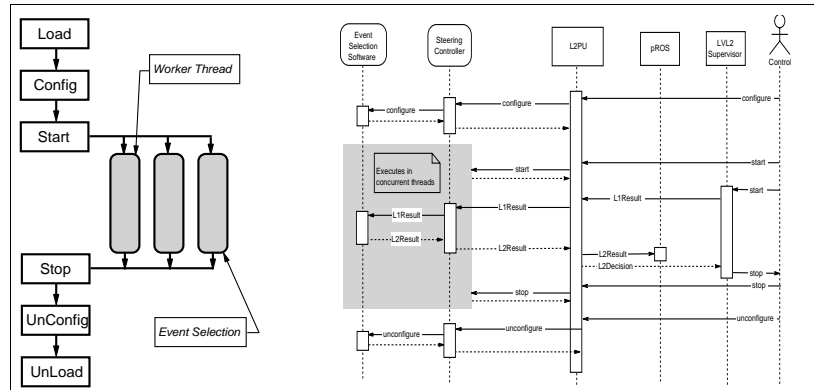 Load
Config
Start
Worker Thread
Stop
UnConfig
UnLoad
Event Selection
Event
Selection
Software
Steering
Controller
L2PU
pROS
LVL2
Supervisor
Control
configure
configure
configure
Executes in
concurrent threads
start
start
start
L1Result
L1Result
L1Result
L2Result
L2Result
L2Result
L2Decision
stop
stop
stop
unconfigure
unconfigure
unconfigure